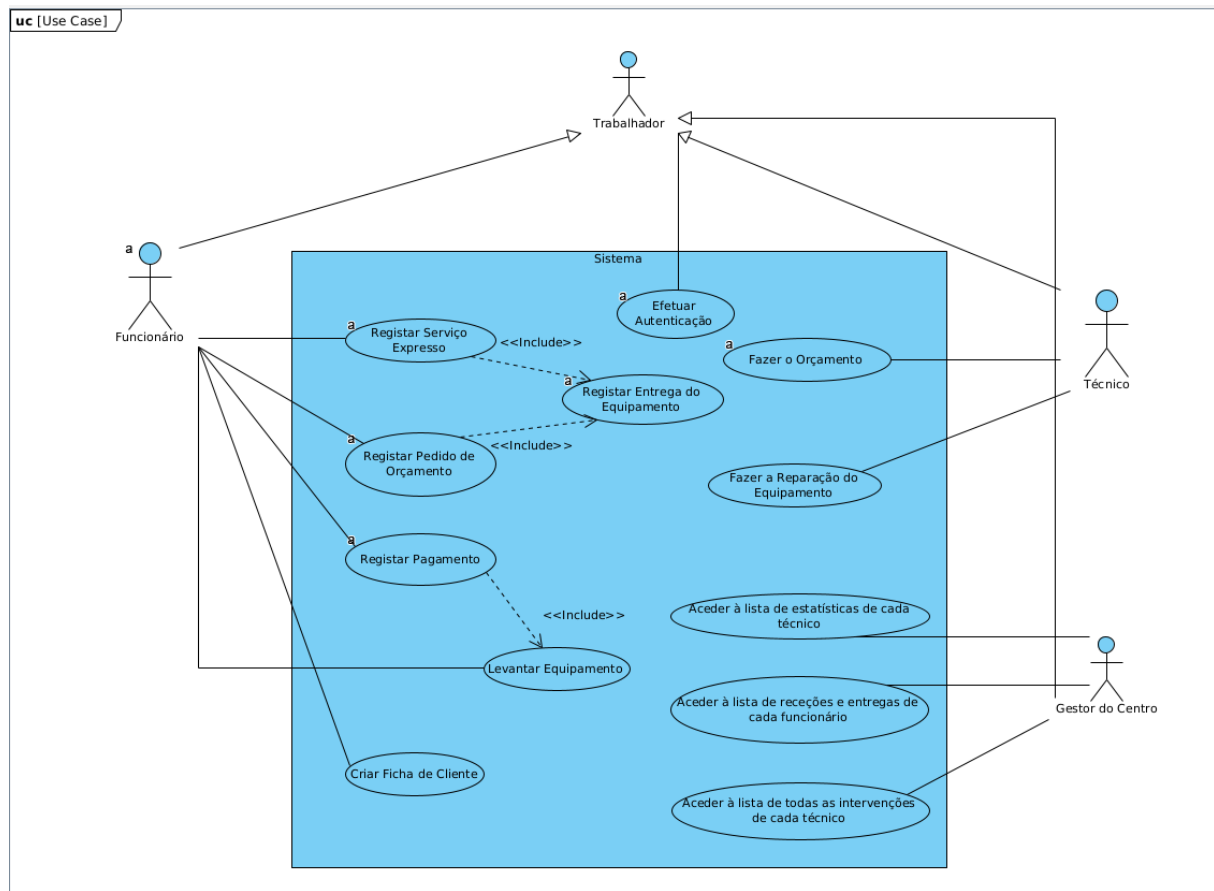 uc [Use Case]
Trabalhador
a
Funcionário
Sistema
a
Efetuar
Autenticação
a
Registar Serviço
Expresso
<<Include>>
a
Fazer o Orçamento
Técnico
a
Registar Entrega do
Equipamento
a
Registar Pedido de
Orçamento
<<Include>>
Fazer a Reparação do
Equipamento
a
Registar Pagamento
<<Include>>
Aceder à lista de estatísticas de cada
técnico
Levantar Equipamento
Aceder à lista de receções e entregas de
cada funcionário
Gestor do Centro
Criar Ficha de Cliente
Aceder à lista de todas as intervenções
de cada técnico